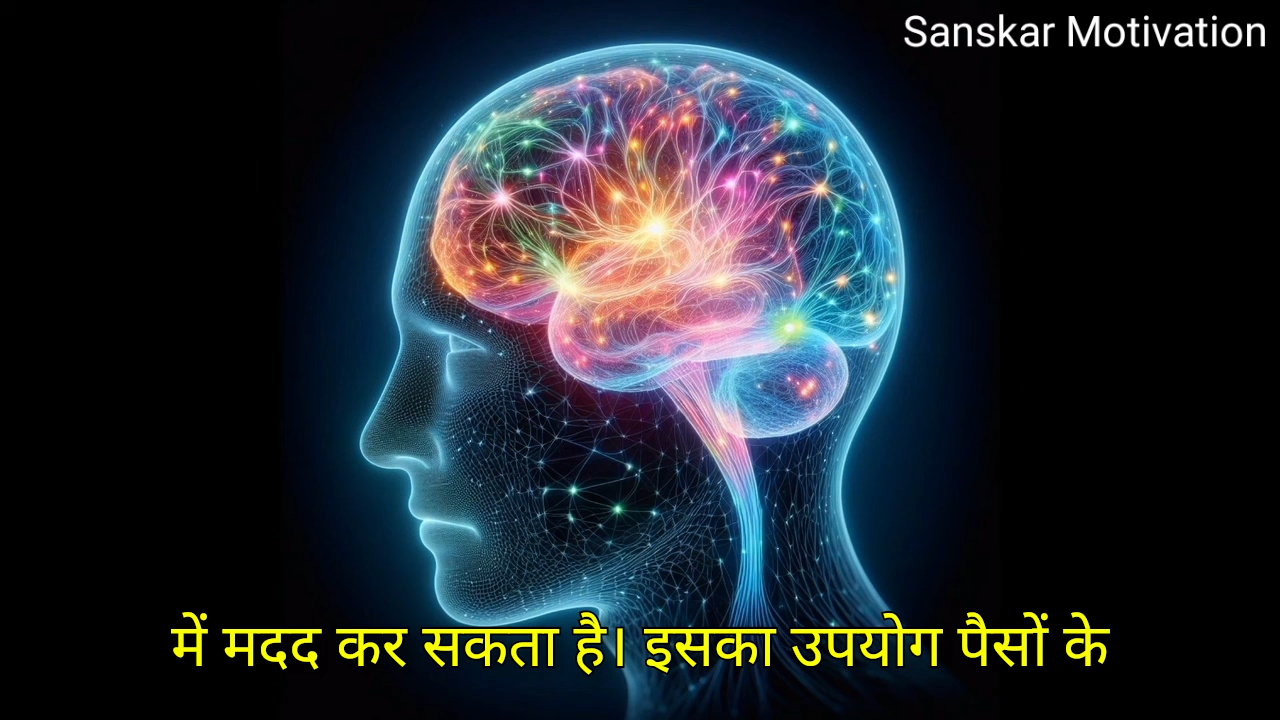 Sanskar Motivation
में मदद कर सकता है। इसका उपयोग पैसों के